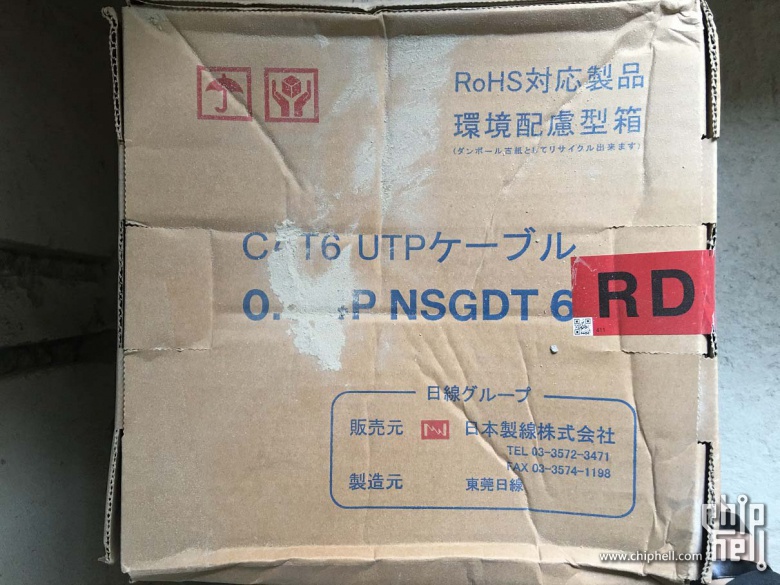 RoHS対応製品
環境配慮型箱
(ダンボール古紙としてリサイクル出来ます)
T6 UTPケーブル
NSGDT 6
RD
日線グループ
販売元 日本製線株式会社
TEL 03-3572-3471
FAX 03-3574-1198
製造元 東莞日線
chip
hell
www.chiphell.com